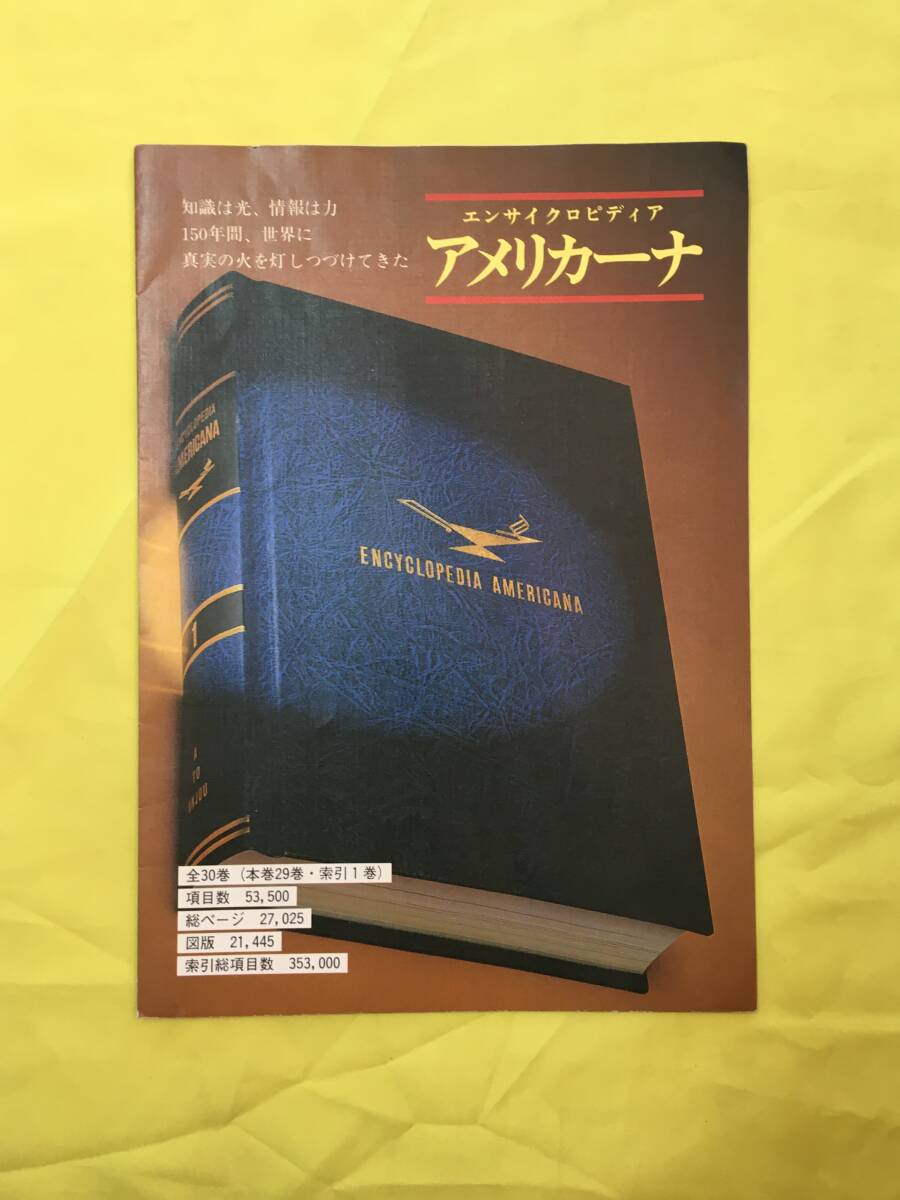 知識は光、情報は力
150年間、世界に
真実の火を灯しつづけてきた
エンサイクロピディア
アメリカーナ
ENCYCLOPEDIA
AMERICANA
1
A
TO
ANJOU
ENCYCLOPEDIA AMERICANA
全30巻（本巻29巻・索引1巻）
項目数 53,500
総ページ 27,025
図版 21,445
索引総項目数 353,000